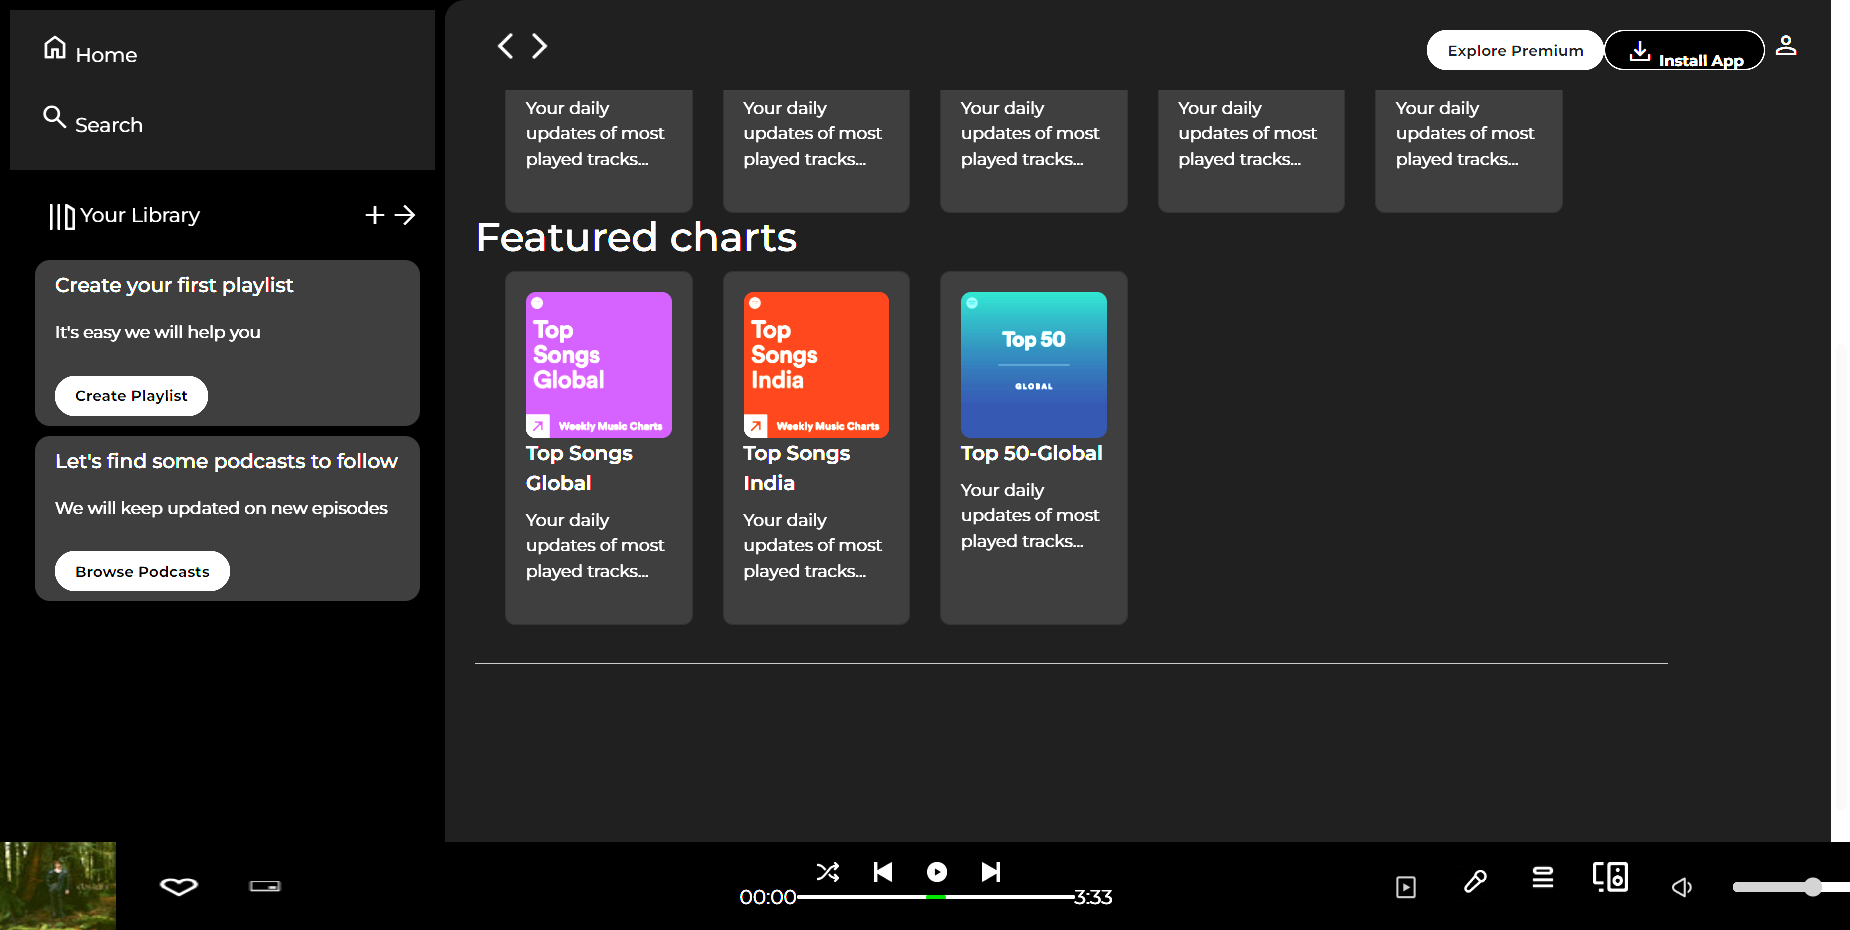 Home
Search
Your Library
Create your first playlist
It's easy we will help you
Create Playlist
Let's find some podcasts to follow
We will keep updated on new episodes
Browse Podcasts
Explore Premium
Install App
Your daily
updates of most
played tracks...
Your daily
updates of most
played tracks...
Your daily
updates of most
played tracks...
Your daily
updates of most
played tracks...
Your daily
updates of most
played tracks...
Featured charts
Top
Songs
Global
Weekly Music Charts
Top Songs
Global
Your daily
updates of most
played tracks...
Top
Songs
India
Weekly Music Charts
Top Songs
India
Your daily
updates of most
played tracks...
Top 50
GLOBAL
Top 50-Global
Your daily
updates of most
played tracks...
00:00
3:33